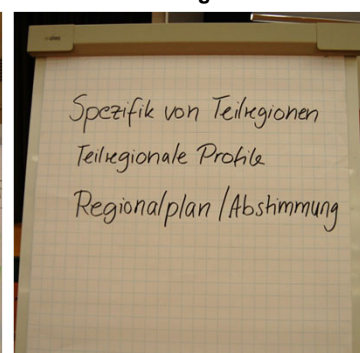 Spezifik von Teilregionen
Teilregionale Profile
Regionalplan / Abstimmung